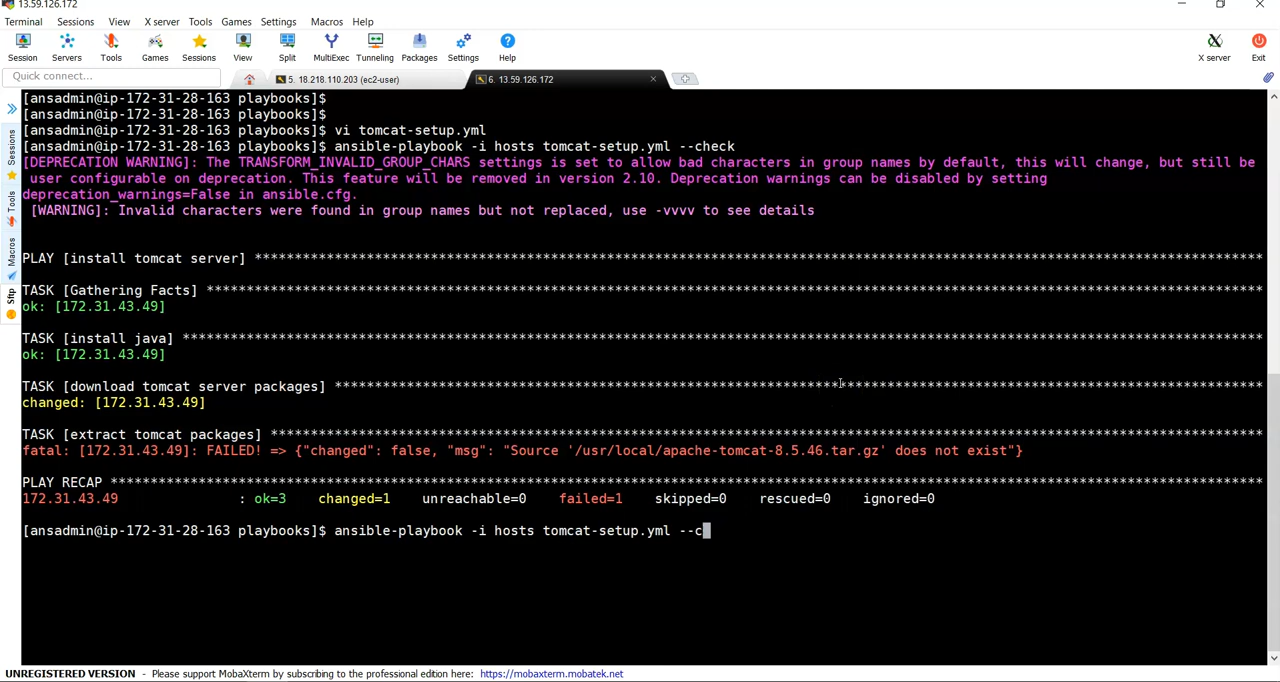 13.59.126.172
Terminal Sessions View X server Tools Games Settings Macros Help
Session Servers Tools Games Sessions View Split MultiExec Tunneling Packages Settings Help X server Exit
Quick connect... 5. 18.218.110.203 (ec2-user) 6. 13.59.126.172
[ansadmin@ip-172-31-28-163 playbooks]$
[ansadmin@ip-172-31-28-163 playbooks]$
[ansadmin@ip-172-31-28-163 playbooks]$ vi tomcat-setup.yml
[ansadmin@ip-172-31-28-163 playbooks]$ ansible-playbook -i hosts tomcat-setup.yml --check
[DEPRECATION WARNING]: The TRANSFORM_INVALID_GROUP_CHARS settings is set to allow bad characters in group names by default, this will change, but still be
user configurable on deprecation. This feature will be removed in version 2.10. Deprecation warnings can be disabled by setting
deprecation_warnings=False in ansible.cfg.
[WARNING]: Invalid characters were found in group names but not replaced, use -vvvv to see details
PLAY [install tomcat server] ******************************************************************************************************************************
TASK [Gathering Facts] ************************************************************************************************************************************
ok: [172.31.43.49]
TASK [install java] ***************************************************************************************************************************************
ok: [172.31.43.49]
TASK [download tomcat server packages] ********************************************************************************************************************
changed: [172.31.43.49]
TASK [extract tomcat packages] ****************************************************************************************************************************
fatal: [172.31.43.49]: FAILED! => {"changed": false, "msg": "Source '/usr/local/apache-tomcat-8.5.46.tar.gz' does not exist"}
PLAY RECAP ************************************************************************************************************************************************
172.31.43.49 : ok=3 changed=1 unreachable=0 failed=1 skipped=0 rescued=0 ignored=0
[ansadmin@ip-172-31-28-163 playbooks]$ ansible-playbook -i hosts tomcat-setup.yml --c
Sessions
Tools
Macros
Sftp
UNREGISTERED VERSION - Please support MobaXterm by subscribing to the professional edition here: https://mobaxterm.mobatek.net